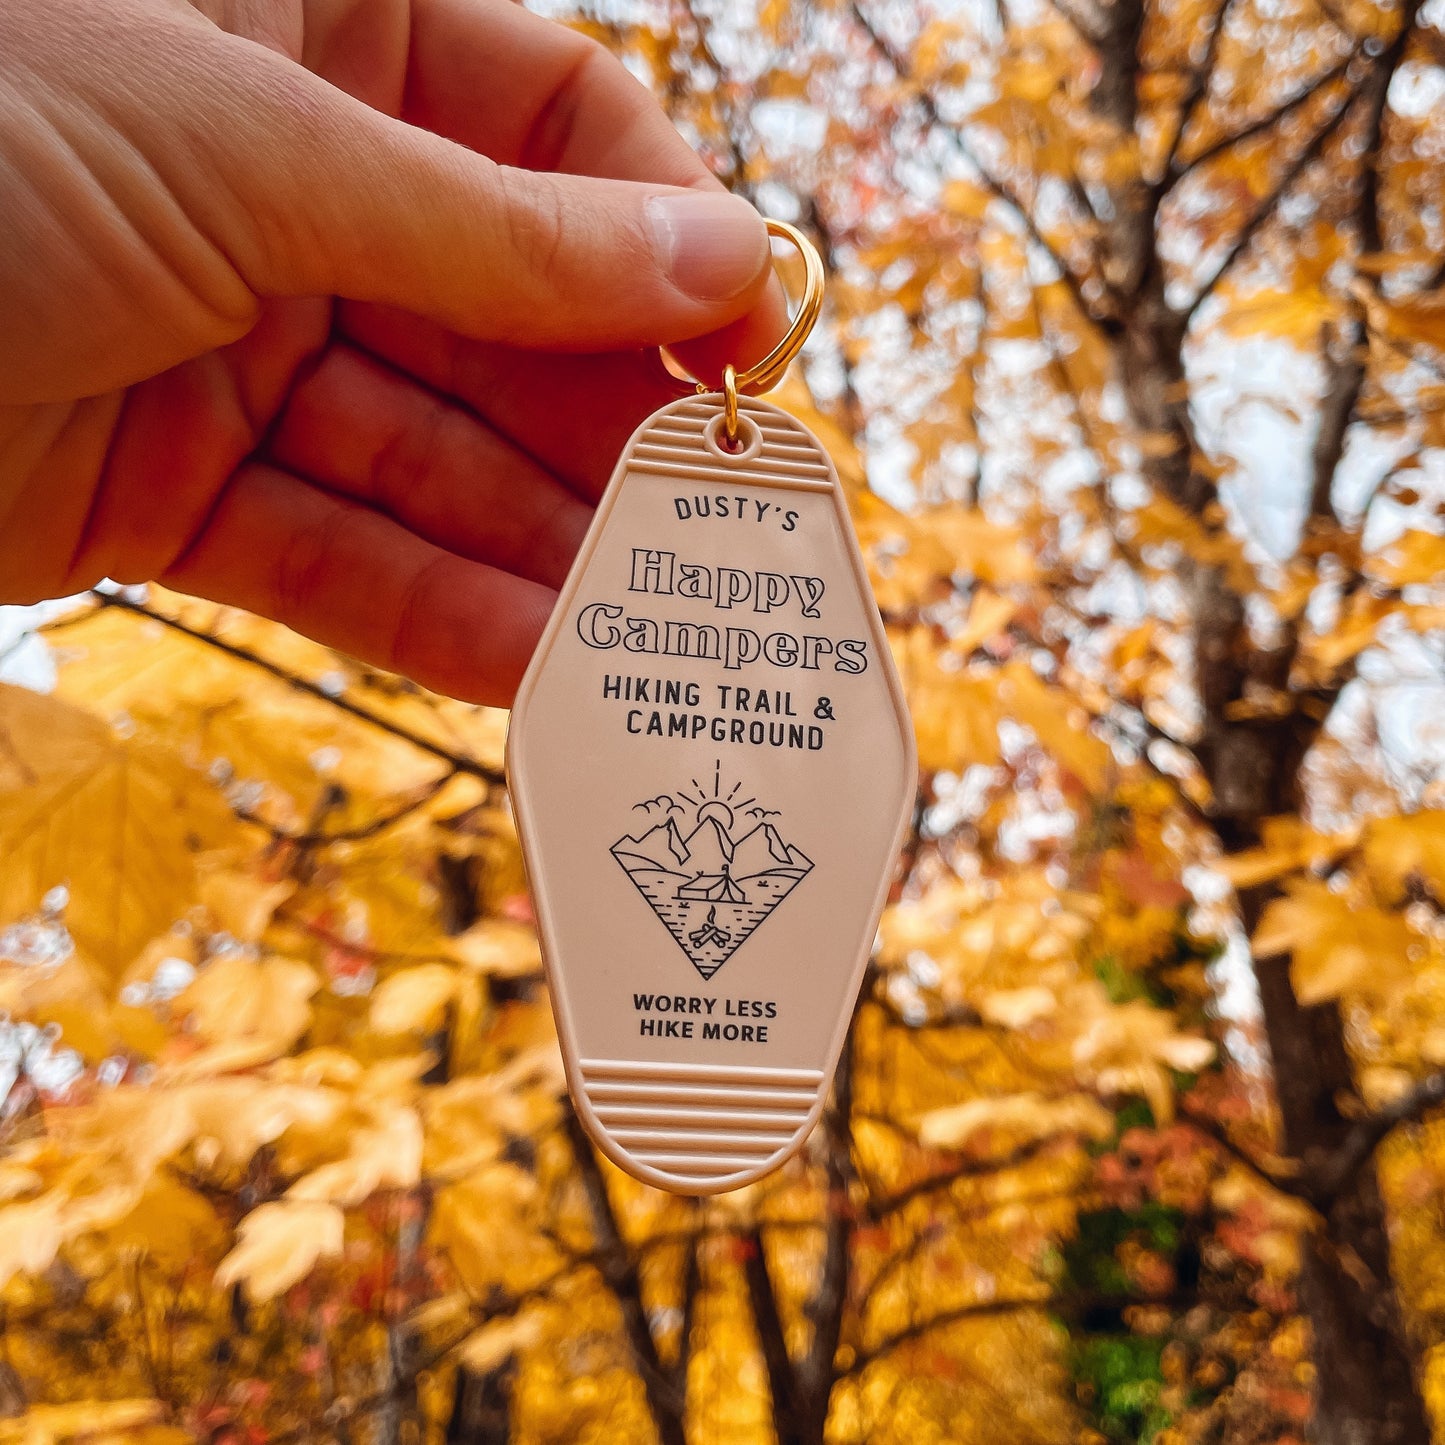 DUSTY'S
Happy
Campers
HIKING TRAIL &
CAMPGROUND
WORRY LESS
HIKE MORE